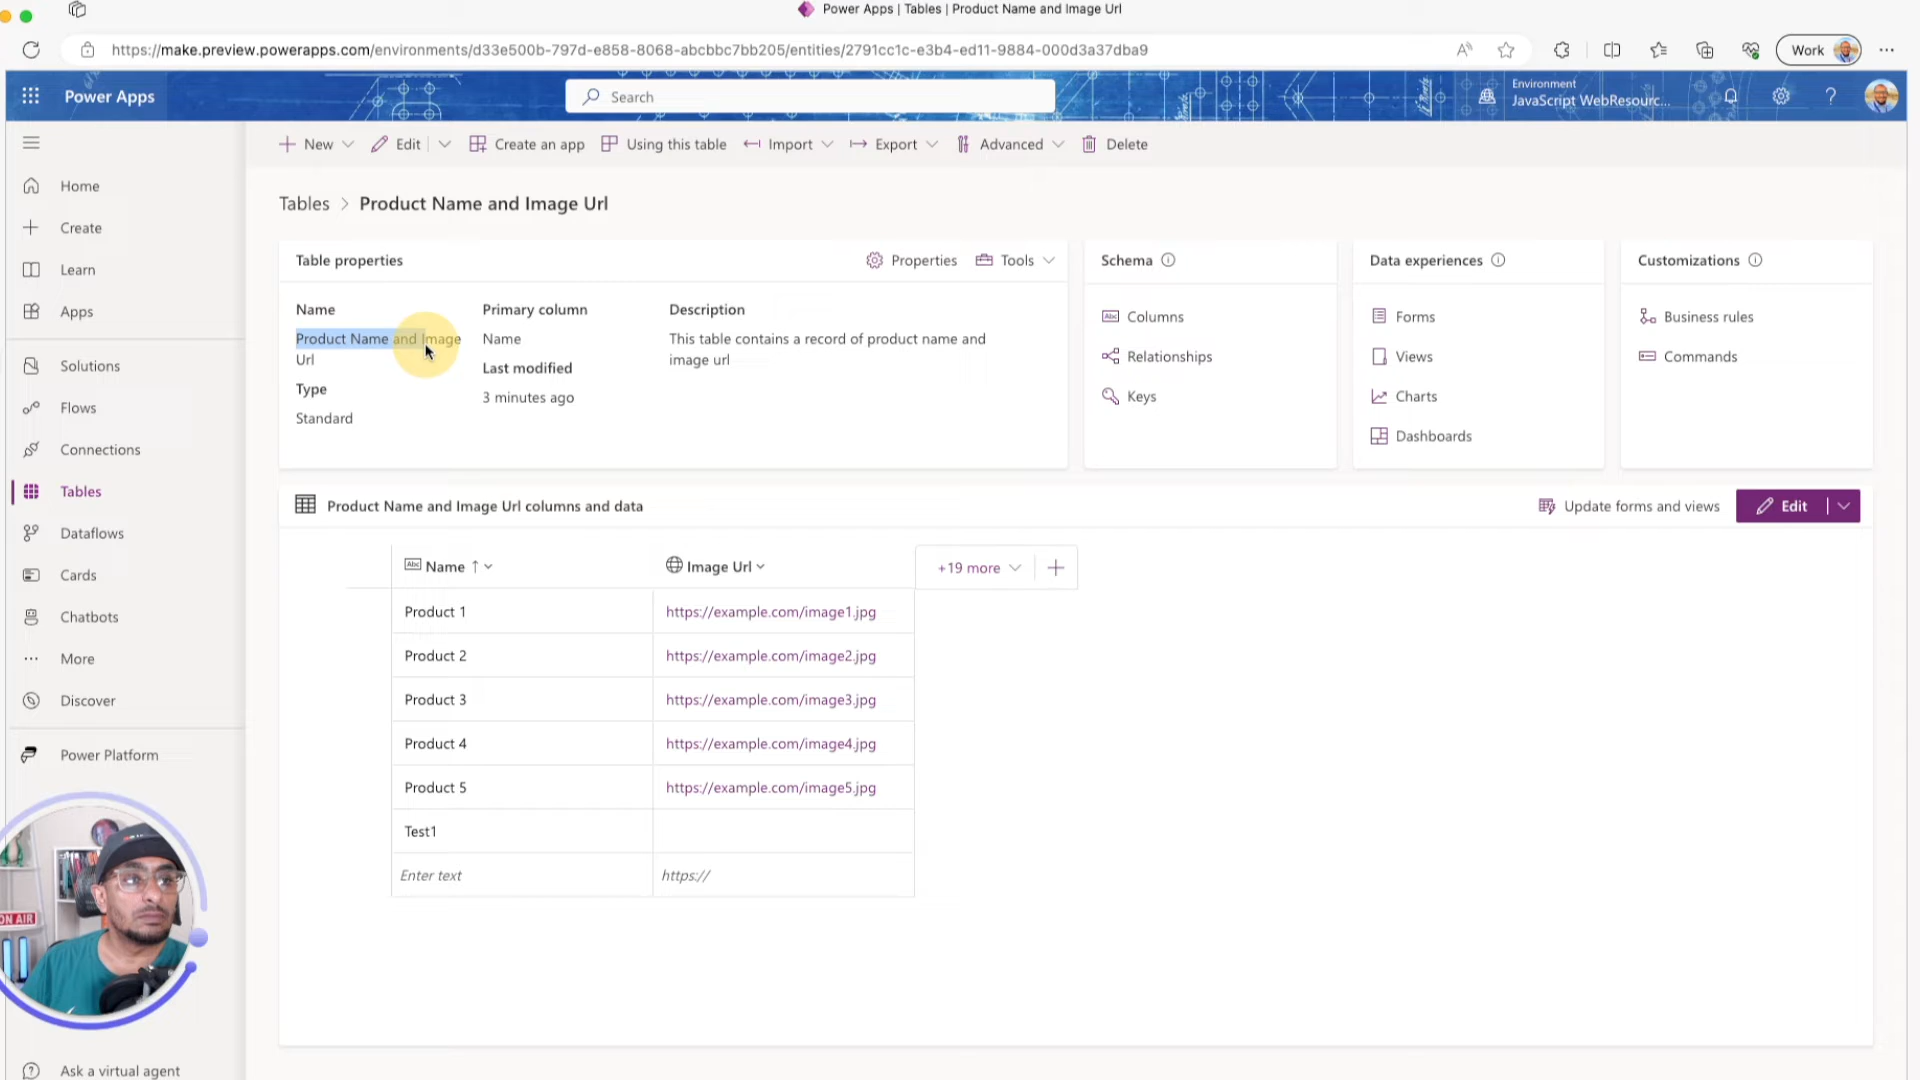 Power Apps | Tables | Product Name and Image Url
https://make.preview.powerapps.com/environments/d33e500b-797d-e858-8068-abcbbc7bb205/entities/2791cc1c-e3b4-ed11-9884-000d3a37dba9
Work
Power Apps
Search
Environment
JavaScript WebResourc...
New
Edit
Create an app
Using this table
Import
Export
Advanced
Delete
Home
Create
Learn
Apps
Solutions
Flows
Connections
Tables
Dataflows
Cards
Chatbots
More
Discover
Power Platform
Ask a virtual agent
Tables > Product Name and Image Url
Table properties
Properties
Tools
Name
Product Name and Image
Url
Type
Standard
Primary column
Name
Last modified
3 minutes ago
Description
This table contains a record of product name and
image url
Schema
Columns
Relationships
Keys
Data experiences
Forms
Views
Charts
Dashboards
Customizations
Business rules
Commands
Product Name and Image Url columns and data
Update forms and views
Edit
Abc Name ↑
Image Url
+19 more
Product 1
https://example.com/image1.jpg
Product 2
https://example.com/image2.jpg
Product 3
https://example.com/image3.jpg
Product 4
https://example.com/image4.jpg
Product 5
https://example.com/image5.jpg
Test1
Enter text
https://
ON AIR